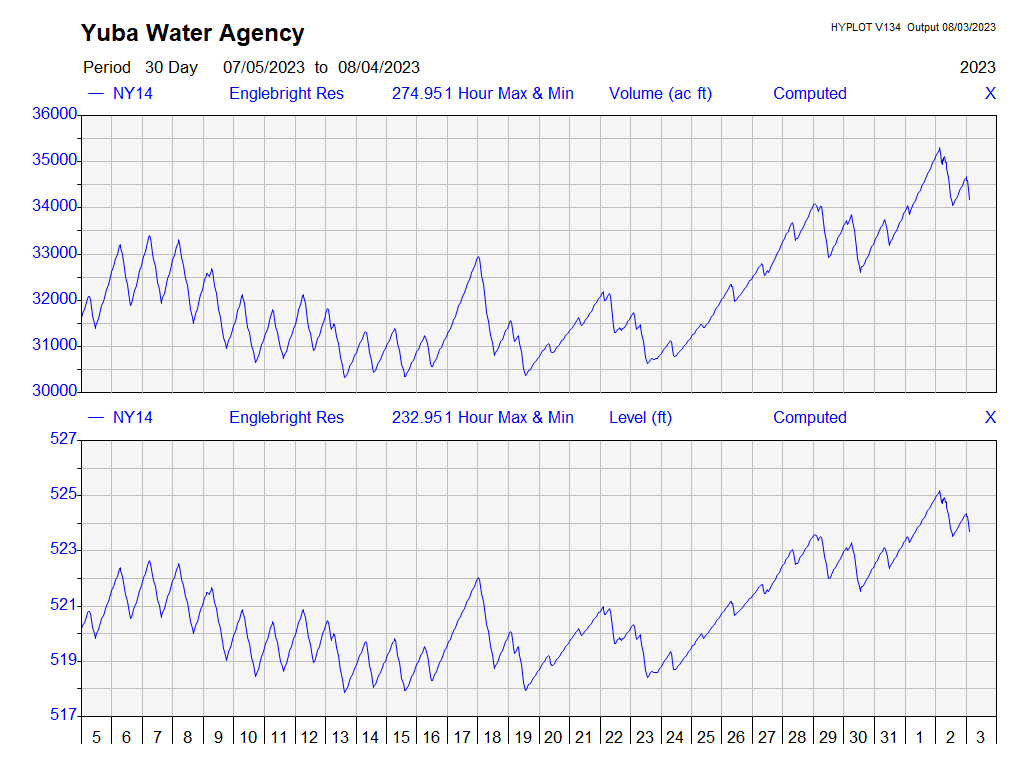 Yuba Water Agency
HYPLOT V134 Output 08/03/2023
Period 30 Day 07/05/2023 to 08/04/2023 2023
NY14 Englebright Res 274.951 Hour Max & Min Volume (ac ft) Computed X
36000
35000
34000
33000
32000
31000
30000
NY14 Englebright Res 232.951 Hour Max & Min Level (ft) Computed X
527
525
523
521
519
517
5 6 7 8 9 10 11 12 13 14 15 16 17 18 19 20 21 22 23 24 25 26 27 28 29 30 31 1 2 3